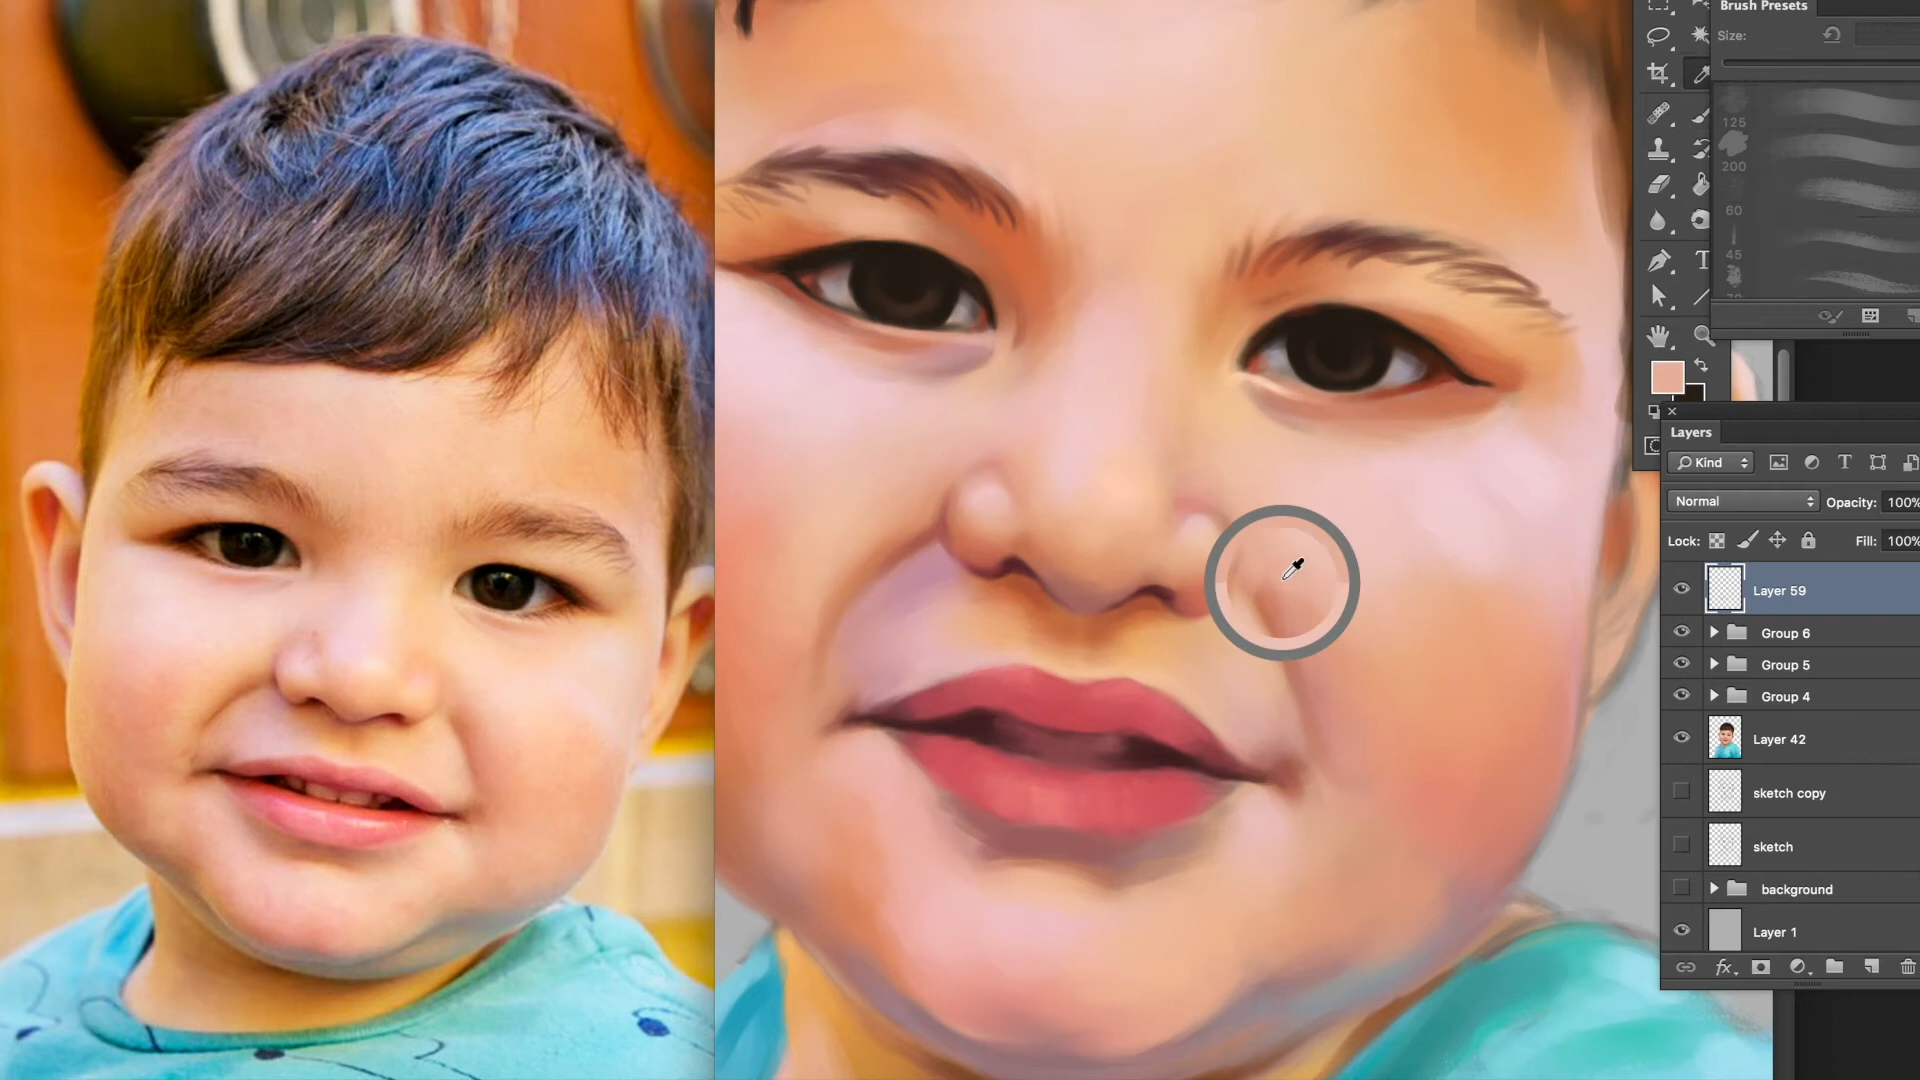 Brush Presets
Size:
125
200
60
45
T
Layers
Kind
T
Normal
Opacity: 100%
Lock:
Fill: 100%
Layer 59
Group 6
Group 5
Group 4
Layer 42
sketch copy
sketch
background
Layer 1
fx